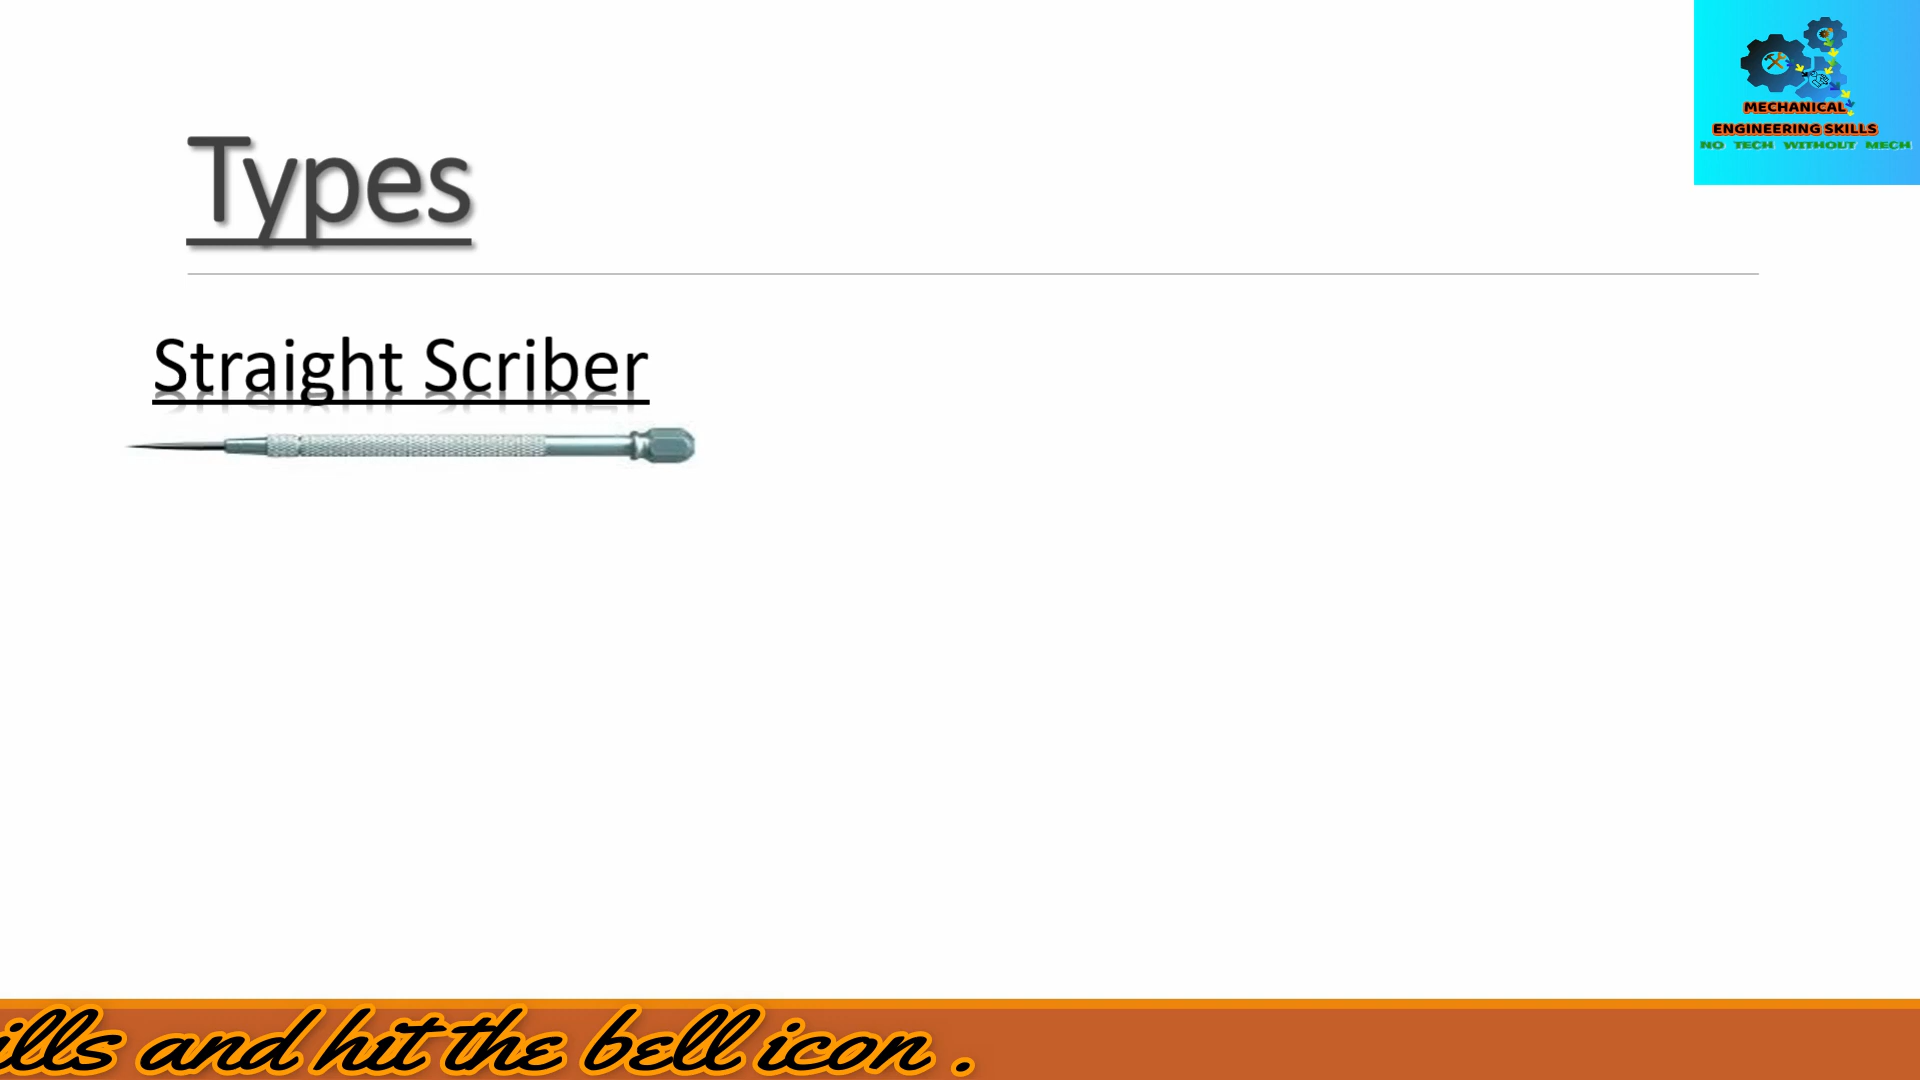 MECHANICAL
ENGINEERING SKILLS
NO TECH WITHOUT MECH
Types
Straight Scriber
ills and hit the bell icon .